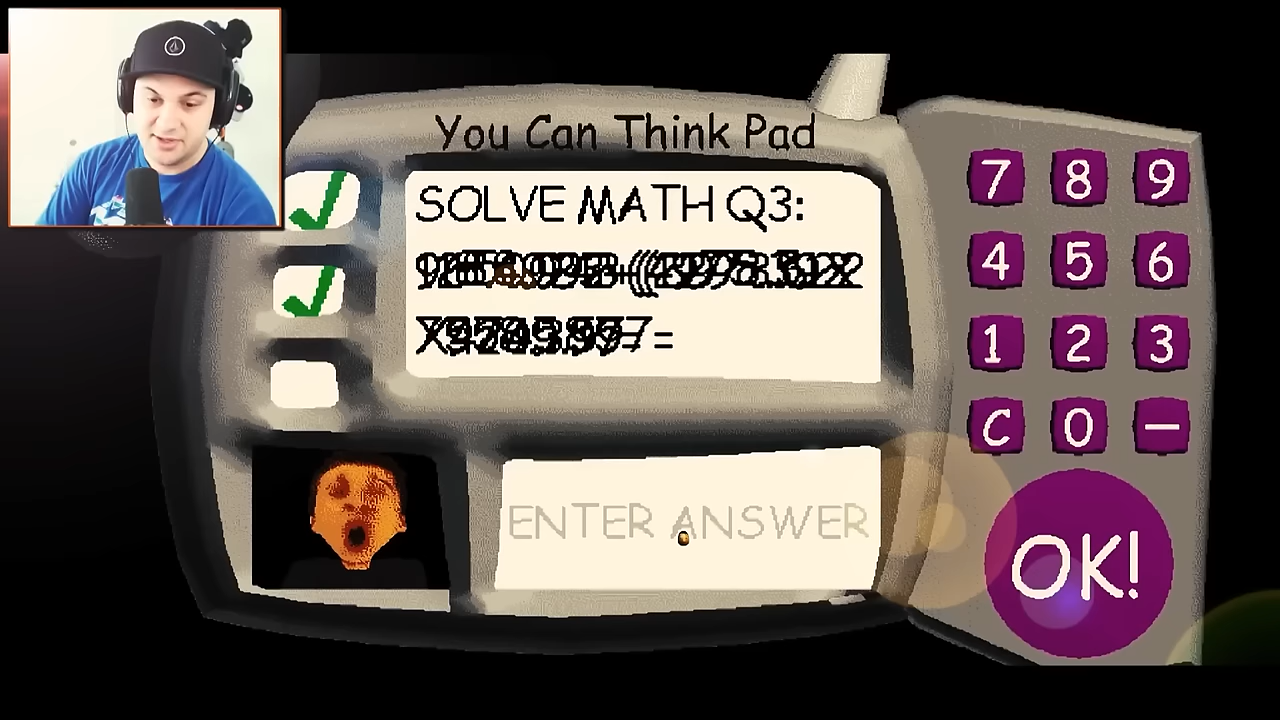 You Can Think Pad
SOLVE MATH Q3:
=
ENTER ANSWER
7 8 9
4 5 6
1 2 3
C 0 –
OK!